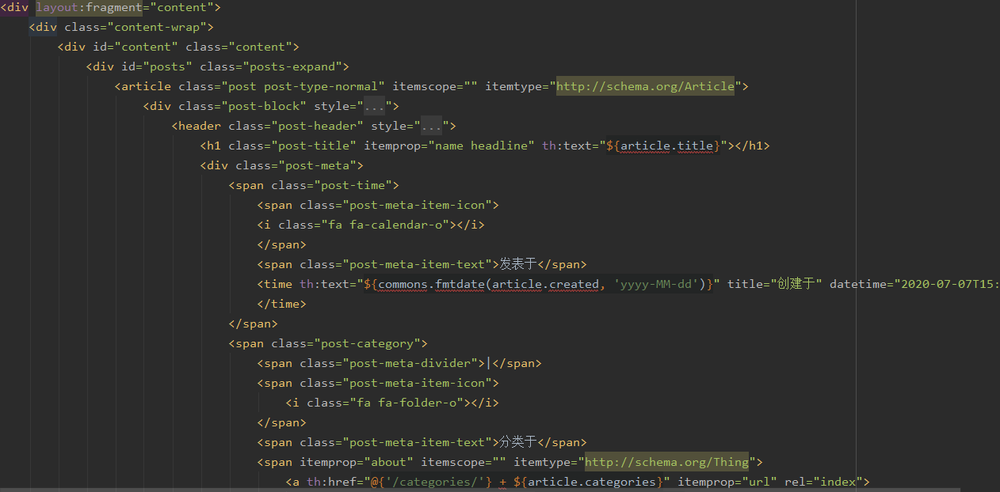 <div layout:fragment="content">
<div class="content-wrap">
<div id="content" class="content">
<div id="posts" class="posts-expand">
<article class="post post-type-normal" itemscope="" itemtype="http://schema.org/Article">
<div class="post-block" style="...">
<header class="post-header" style="...">
<h1 class="post-title" itemprop="name headline" th:text="${article.title}"></h1>
<div class="post-meta">
<span class="post-time">
<span class="post-meta-item-icon">
<i class="fa fa-calendar-o"></i>
</span>
<span class="post-meta-item-text">发表于</span>
<time th:text="${commons.fmtdate(article.created, 'yyyy-MM-dd')}" title="创建于" datetime="2020-07-07T15:
</time>
</span>
<span class="post-category">
<span class="post-meta-divider">|</span>
<span class="post-meta-item-icon">
<i class="fa fa-folder-o"></i>
</span>
<span class="post-meta-item-text">分类于</span>
<span itemprop="about" itemscope="" itemtype="http://schema.org/Thing">
<a th:href="@{'/categories/'} + ${article.categories}" itemprop="url" rel="index">